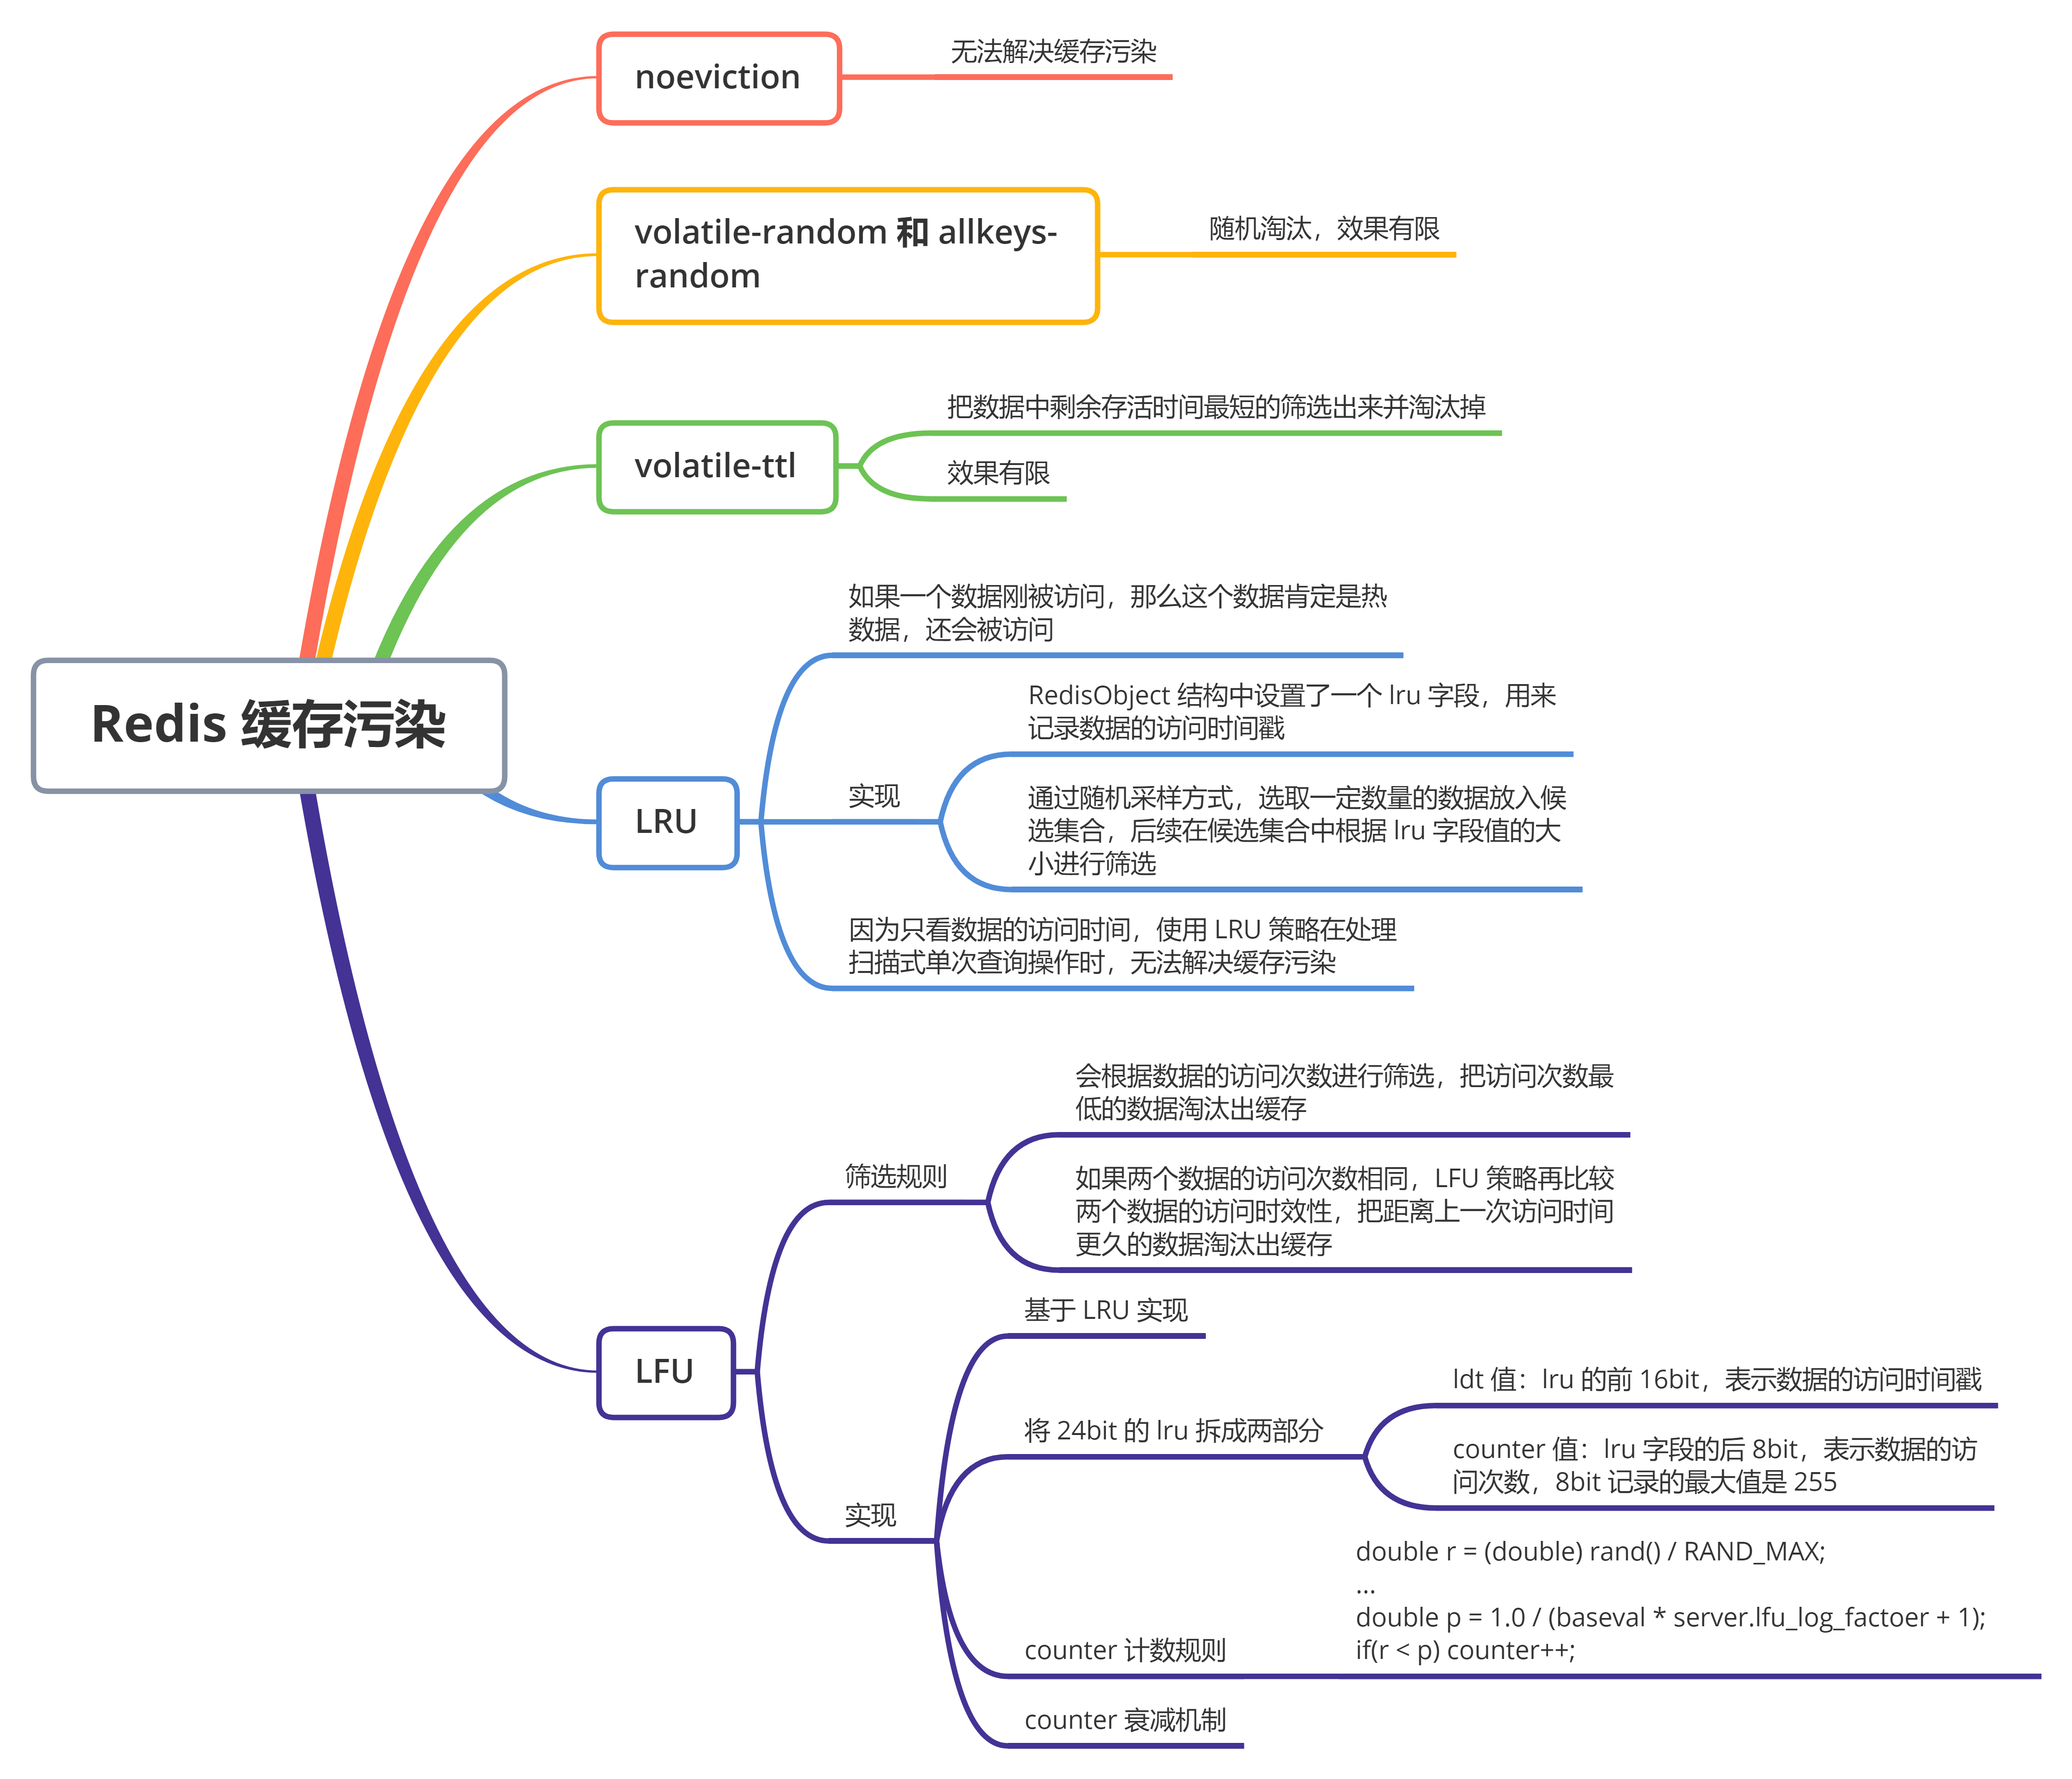 noeviction
无法解决缓存污染
volatile-random 和 allkeys-
random
随机淘汰，效果有限
volatile-ttl
把数据中剩余存活时间最短的筛选出来并淘汰掉
效果有限
Redis 缓存污染
LRU
如果一个数据刚被访问，那么这个数据肯定是热
数据，还会被访问
实现
RedisObject 结构中设置了一个 lru 字段，用来
记录数据的访问时间戳
通过随机采样方式，选取一定数量的数据放入候
选集合，后续在候选集合中根据 lru 字段值的大
小进行筛选
因为只看数据的访问时间，使用 LRU 策略在处理
扫描式单次查询操作时，无法解决缓存污染
LFU
筛选规则
会根据数据的访问次数进行筛选，把访问次数最
低的数据淘汰出缓存
如果两个数据的访问次数相同，LFU 策略再比较
两个数据的访问时效性，把距离上一次访问时间
更久的数据淘汰出缓存
实现
基于 LRU 实现
将 24bit 的 lru 拆成两部分
ldt 值：lru 的前 16bit，表示数据的访问时间戳
counter 值：lru 字段的后 8bit，表示数据的访
问次数，8bit 记录的最大值是 255
counter 计数规则
double r = (double) rand() / RAND_MAX;
...
double p = 1.0 / (baseval * server.lfu_log_factoer + 1);
if(r < p) counter++;
counter 衰减机制